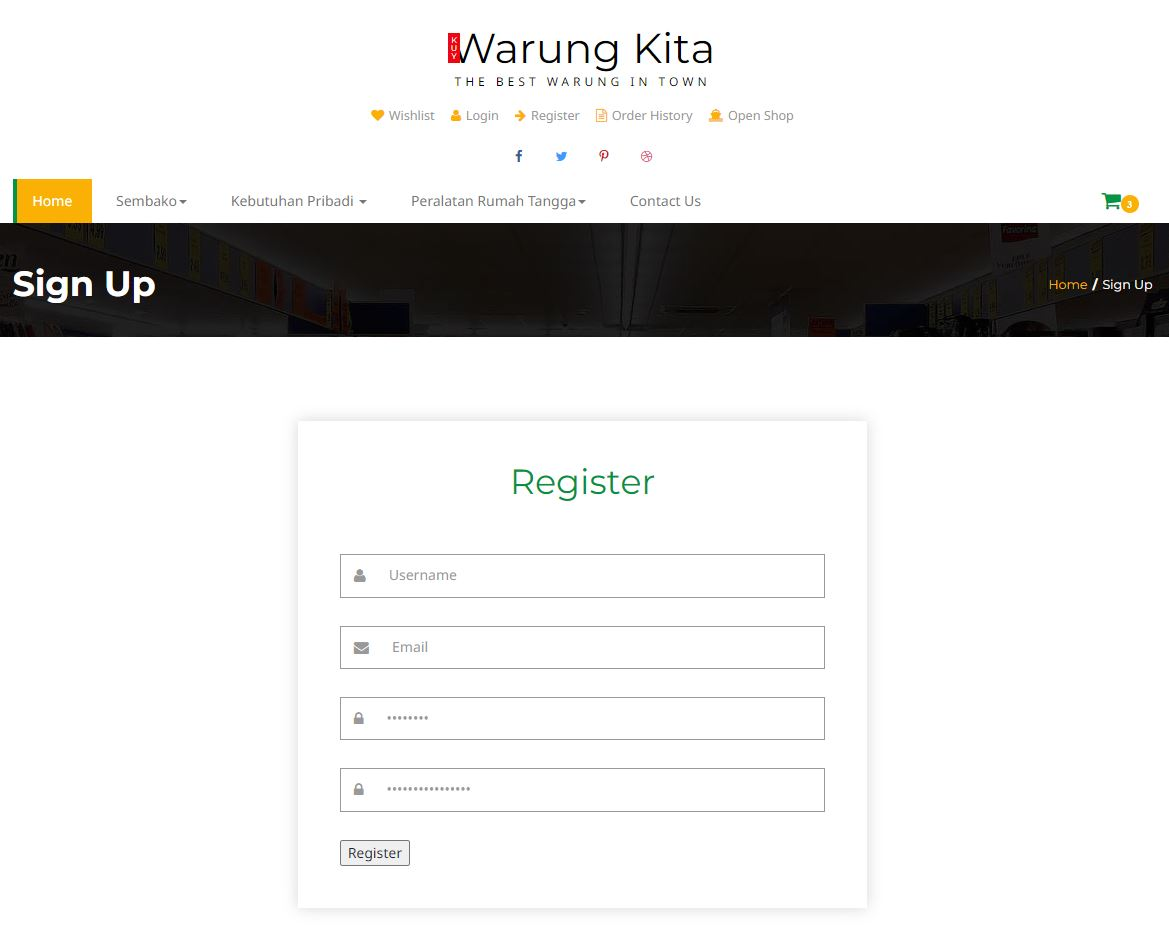 KUY
Warung Kita
THE BEST WARUNG IN TOWN
Wishlist Login Register Order History Open Shop
Home Sembako Kebutuhan Pribadi Peralatan Rumah Tangga Contact Us 3
Favorina
Sign Up
Home / Sign Up
Register
Username
Email
••••••••
••••••••••••••••
Register